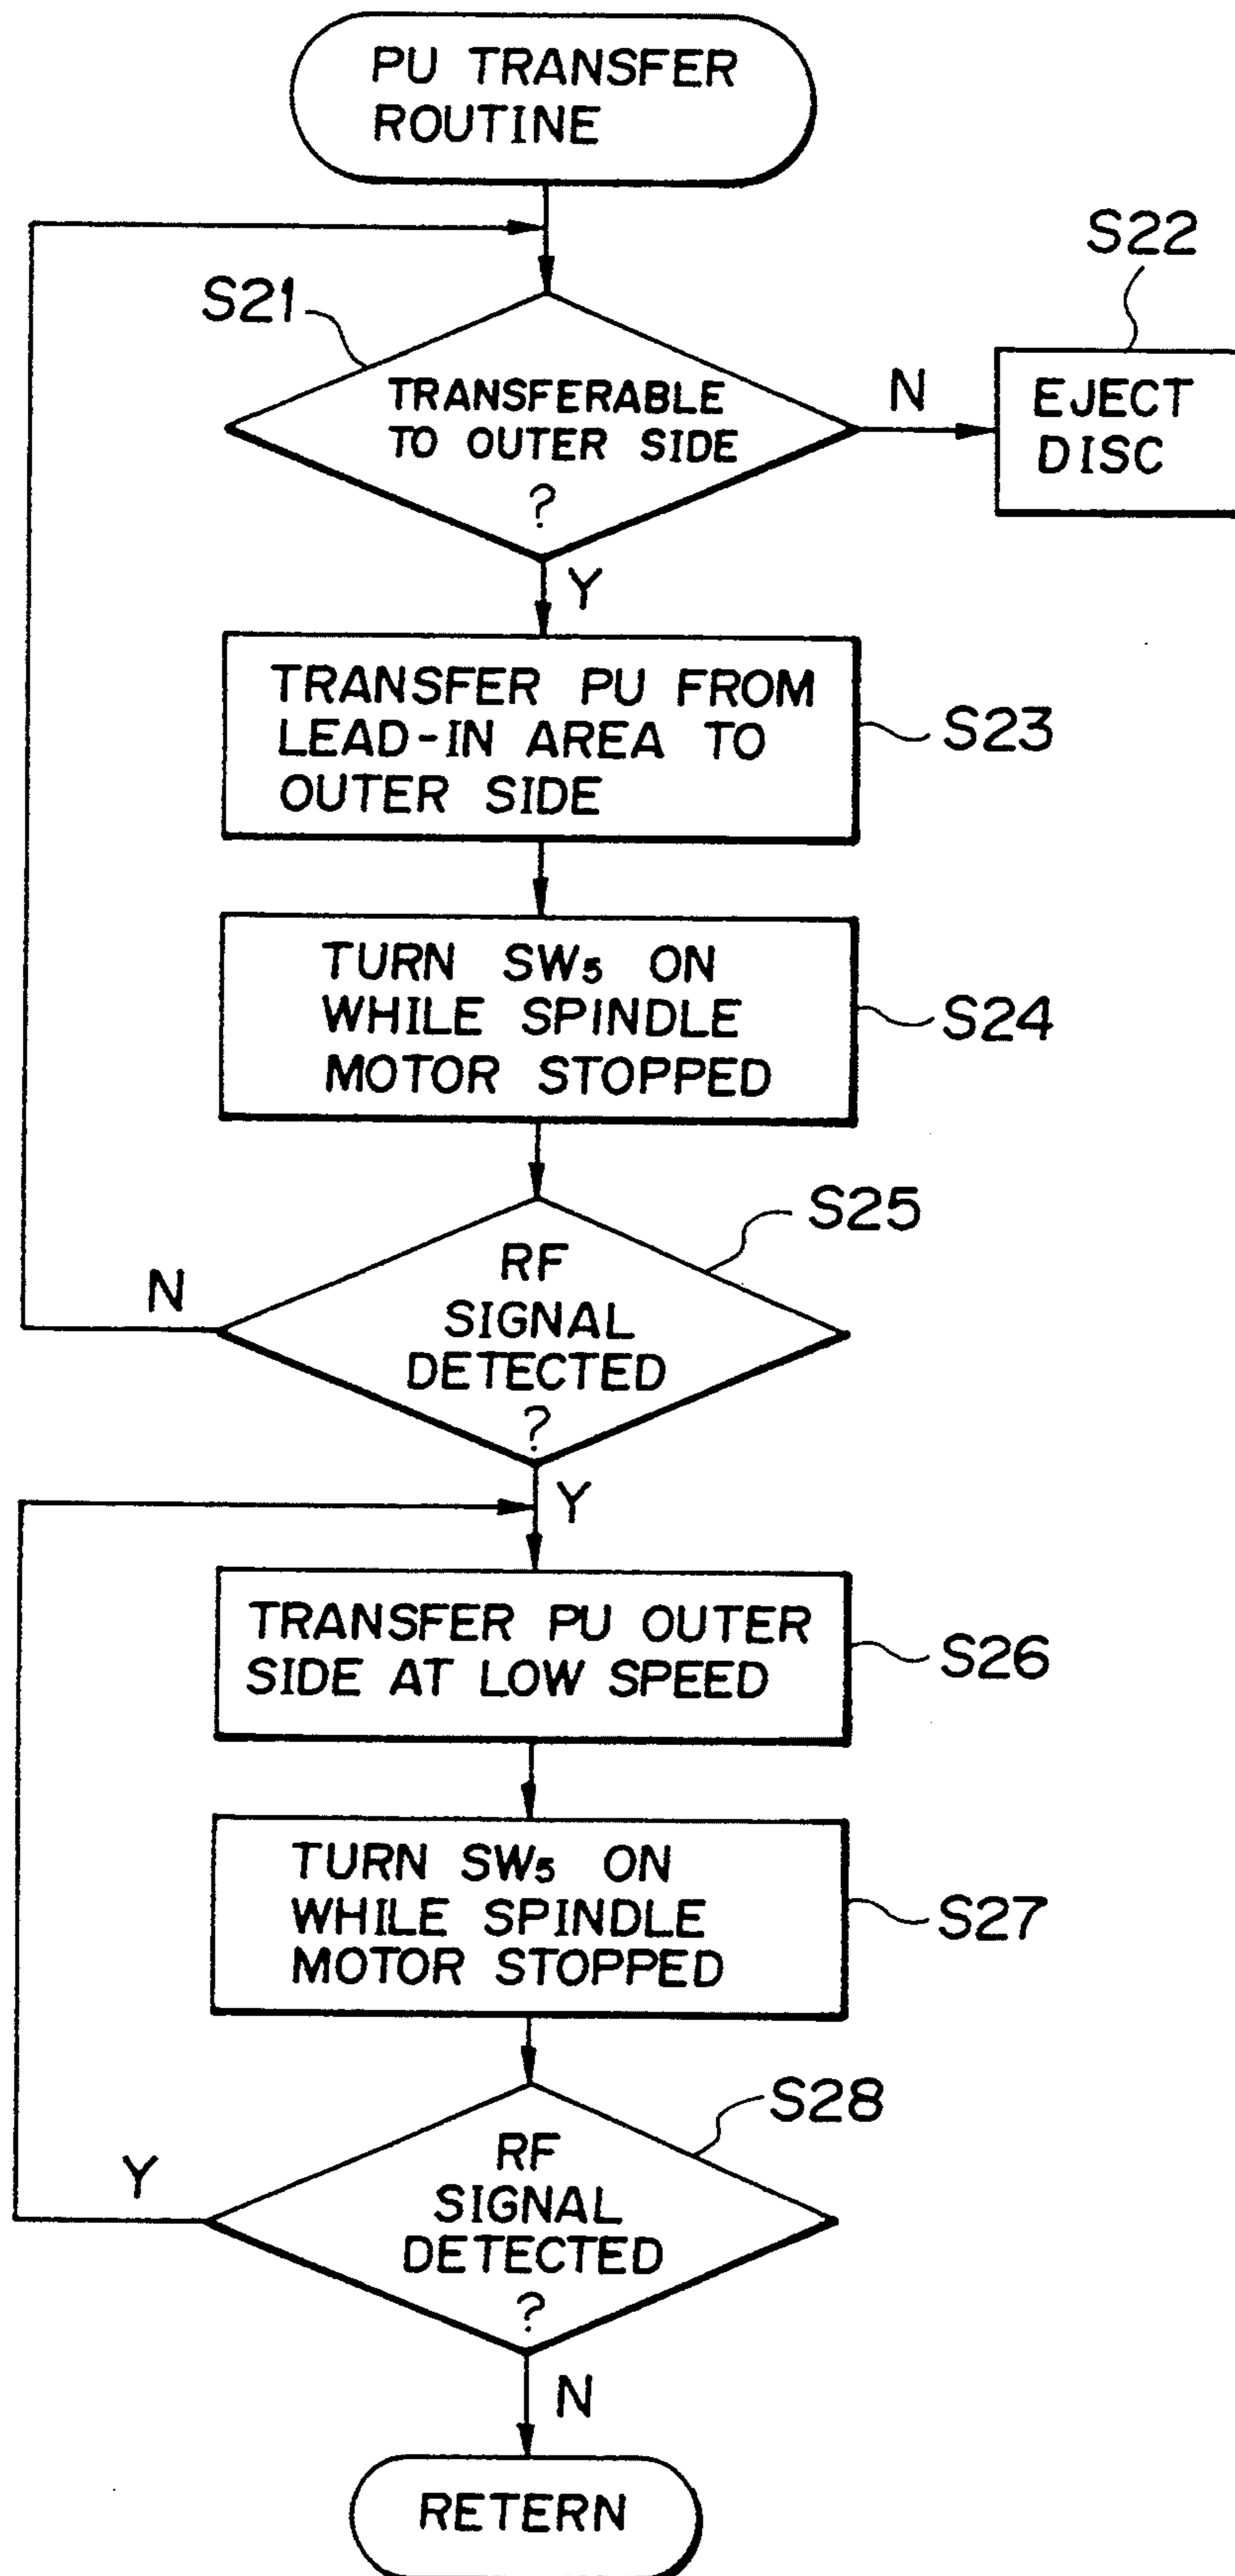 PU TRANSFER
ROUTINE
S21
TRANSFERABLE
TO OUTER SIDE
?
N
S22
EJECT
DISC
Y
TRANSFER PU FROM
LEAD-IN AREA TO
OUTER SIDE
S23
TURN SW5 ON
WHILE SPINDLE
MOTOR STOPPED
S24
S25
RF
SIGNAL
DETECTED
?
N
Y
TRANSFER PU OUTER
SIDE AT LOW SPEED
S26
TURN SW5 ON
WHILE SPINDLE
MOTOR STOPPED
S27
S28
RF
SIGNAL
DETECTED
?
Y
N
RETERN